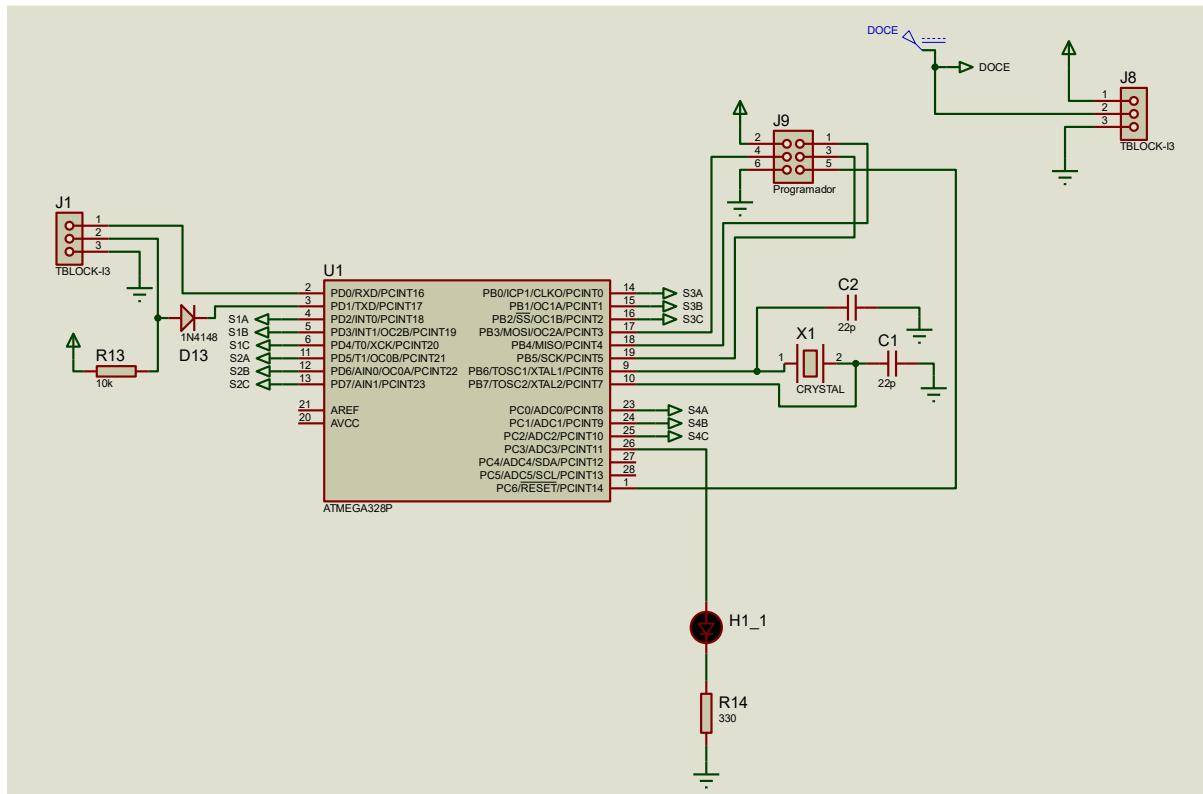 DOCE
DOCE
J8
1
2
3
TBLOCK-I3
J9
2 1
4 3
6 5
Programador
J1
1
2
3
TBLOCK-I3
1N4148
D13
R13
10k
U1
2 PD0/RXD/PCINT16
3 PD1/TXD/PCINT17
S1A 4 PD2/INT0/PCINT18
S1B 5 PD3/INT1/OC2B/PCINT19
S1C 6 PD4/T0/XCK/PCINT20
S2A 11 PD5/T1/OC0B/PCINT21
S2B 12 PD6/AIN0/OC0A/PCINT22
S2C 13 PD7/AIN1/PCINT23
21 AREF
20 AVCC
PB0/ICP1/CLKO/PCINT0 14 S3A
PB1/OC1A/PCINT1 15 S3B
PB2/SS/OC1B/PCINT2 16 S3C
PB3/MOSI/OC2A/PCINT3 17
PB4/MISO/PCINT4 18
PB5/SCK/PCINT5 19
PB6/TOSC1/XTAL1/PCINT6 9
PB7/TOSC2/XTAL2/PCINT7 10
PC0/ADC0/PCINT8 23 S4A
PC1/ADC1/PCINT9 24 S4B
PC2/ADC2/PCINT10 25 S4C
PC3/ADC3/PCINT11 26
PC4/ADC4/SDA/PCINT12 27
PC5/ADC5/SCL/PCINT13 28
PC6/RESET/PCINT14 1
ATMEGA328P
C2
22p
X1
1 2
CRYSTAL
C1
22p
H1_1
R14
330